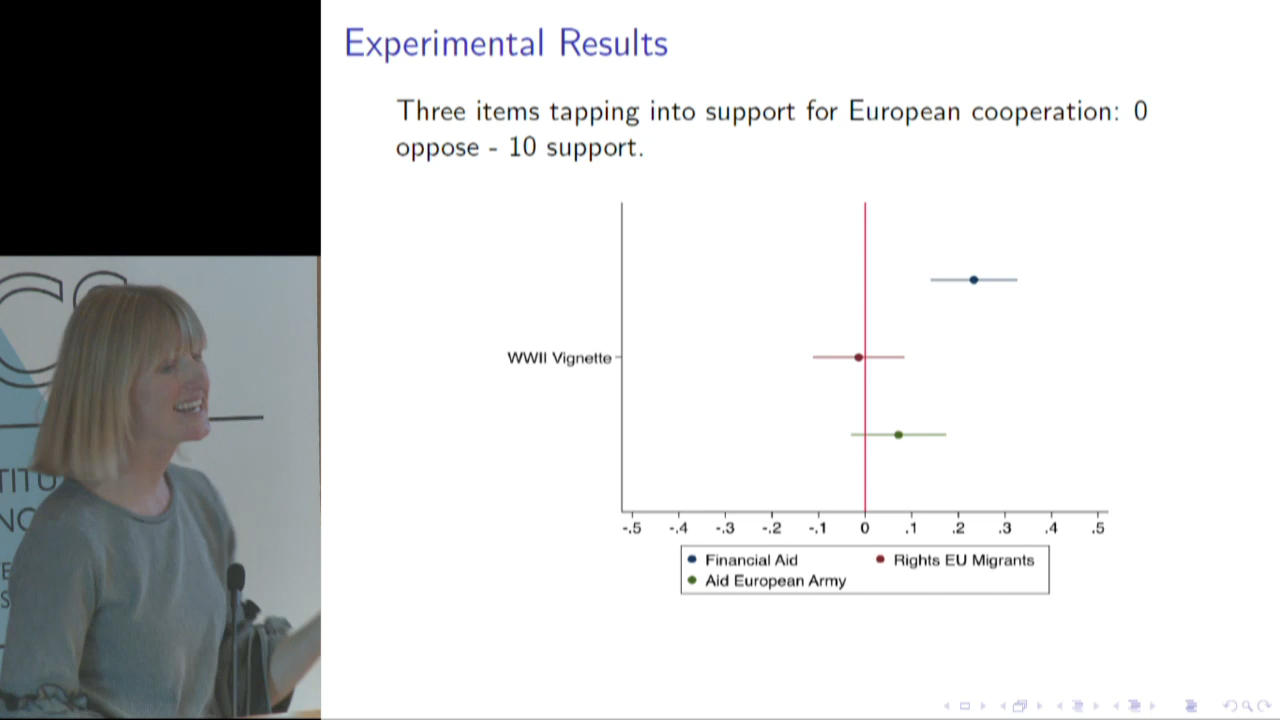 Experimental Results
Three items tapping into support for European cooperation: 0
oppose - 10 support.
WWII Vignette
-.5 -.4 -.3 -.2 -.1 0 .1 .2 .3 .4 .5
Financial Aid
Rights EU Migrants
Aid European Army